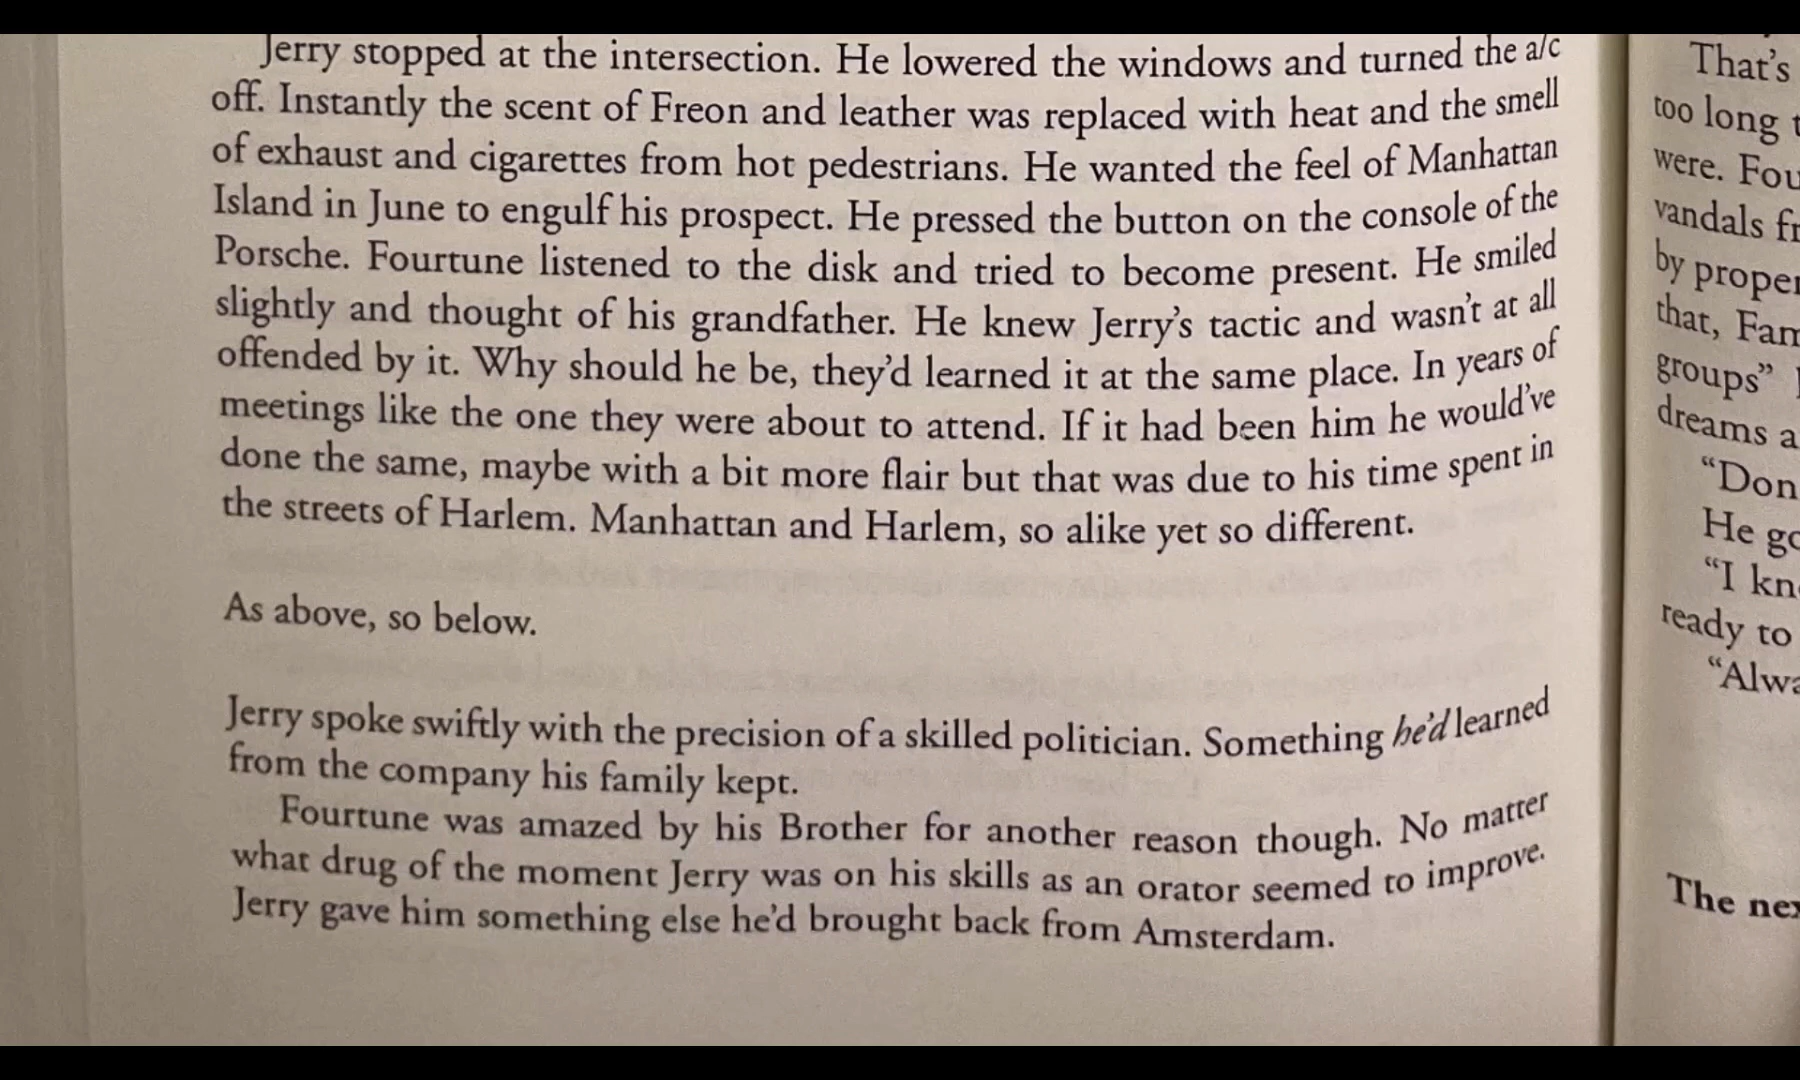 Jerry stopped at the intersection. He lowered the windows and turned the a/c
off. Instantly the scent of Freon and leather was replaced with heat and the smell
of exhaust and cigarettes from hot pedestrians. He wanted the feel of Manhattan
Island in June to engulf his prospect. He pressed the button on the console of the
Porsche. Fourtune listened to the disk and tried to become present. He smiled
slightly and thought of his grandfather. He knew Jerry's tactic and wasn't at all
offended by it. Why should he be, they'd learned it at the same place. In years of
meetings like the one they were about to attend. If it had been him he would've
done the same, maybe with a bit more flair but that was due to his time spent in
the streets of Harlem. Manhattan and Harlem, so alike yet so different.
As above, so below.
Jerry spoke swiftly with the precision of a skilled politician. Something he'd learned
from the company his family kept.
Fourtune was amazed by his Brother for another reason though. No matter
what drug of the moment Jerry was on his skills as an orator seemed to improve.
Jerry gave him something else he'd brought back from Amsterdam.
That's
too long
were.
vandals
by
that,
groups"
dreams a
"Don
He
"I
ready to
The